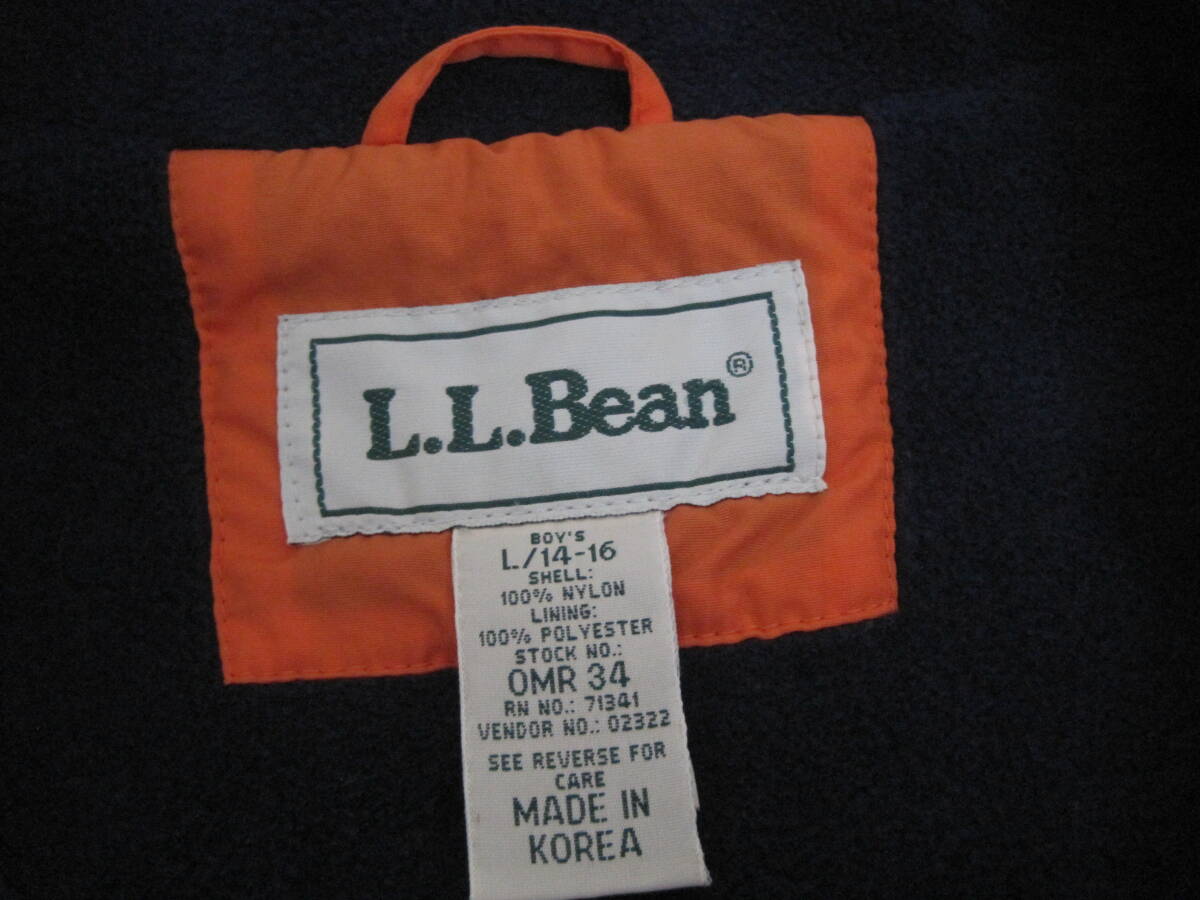 L.L.Bean®
BOY'S
L/14-16
SHELL:
100% NYLON
LINING:
100% POLYESTER
STOCK NO.:
OMR 34
RN NO.: 71341
VENDOR NO.: 02322
SEE REVERSE FOR
CARE
MADE IN
KOREA